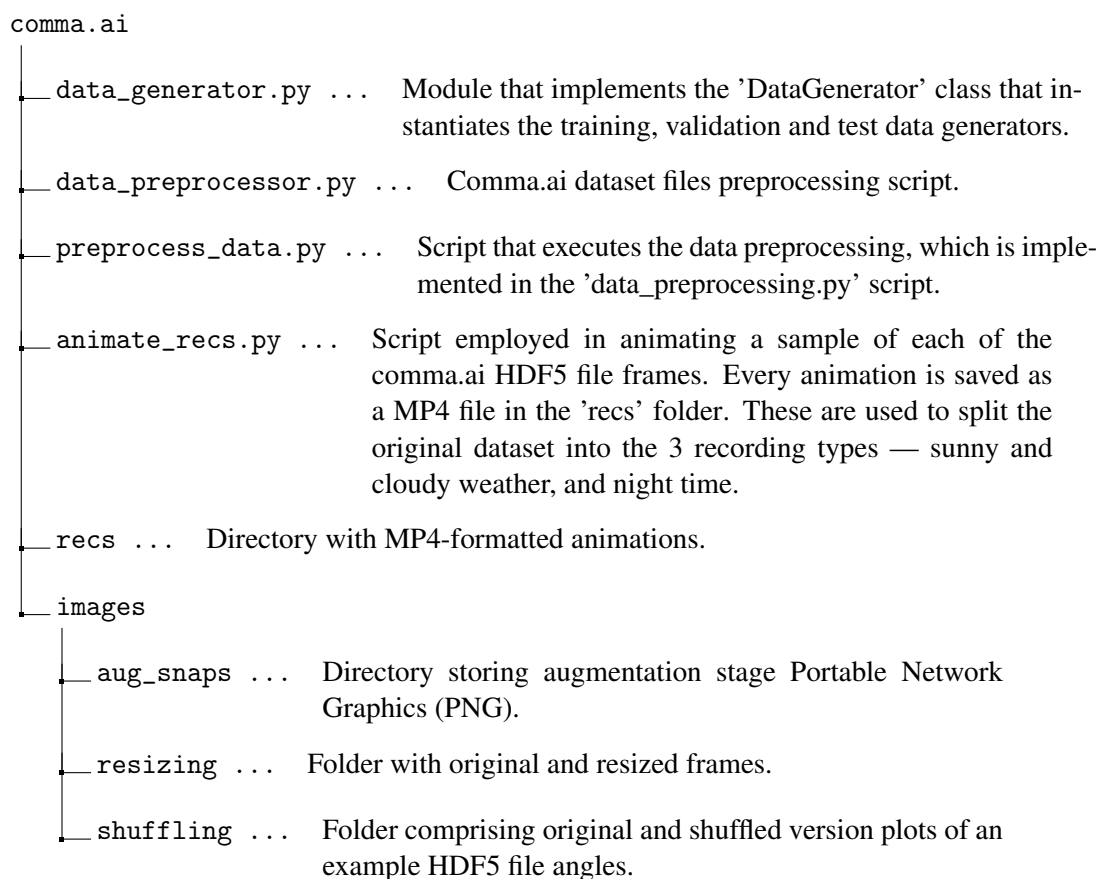 comma.ai
data_generator.py ... Module that implements the 'DataGenerator' class that in-
stantiates the training, validation and test data generators.
data_preprocessor.py ... Comma.ai dataset files preprocessing script.
preprocess_data.py ... Script that executes the data preprocessing, which is imple-
mented in the 'data_preprocessing.py' script.
animate_recs.py ... Script employed in animating a sample of each of the
comma.ai HDF5 file frames. Every animation is saved as
a MP4 file in the 'recs' folder. These are used to split the
original dataset into the 3 recording types — sunny and
cloudy weather, and night time.
recs ... Directory with MP4-formatted animations.
images
aug_snaps ... Directory storing augmentation stage Portable Network
Graphics (PNG).
resizing ... Folder with original and resized frames.
shuffling ... Folder comprising original and shuffled version plots of an
example HDF5 file angles.